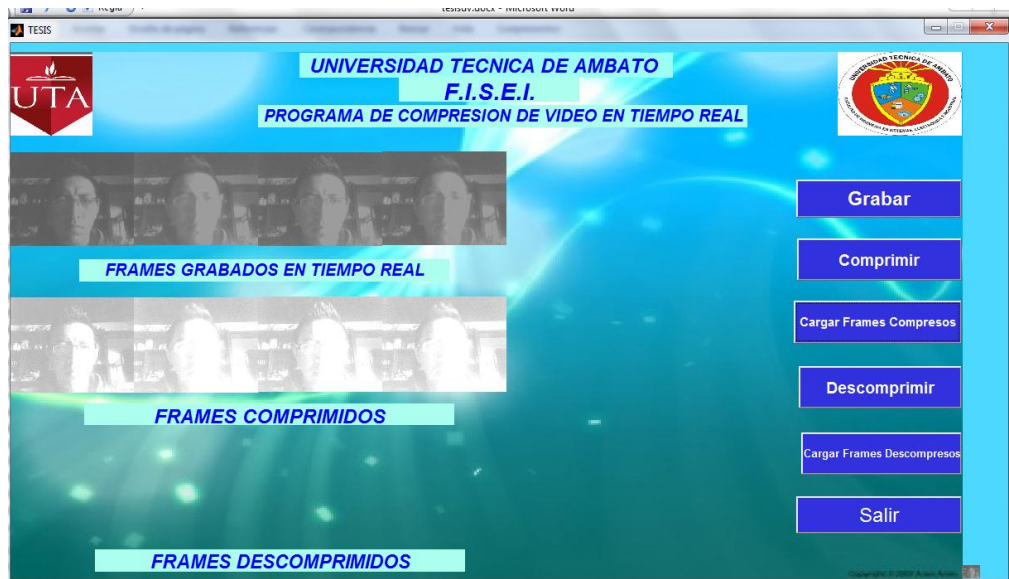 TESIS
UTA
UNIVERSIDAD TECNICA DE AMBATO
F.I.S.E.I.
PROGRAMA DE COMPRESION DE VIDEO EN TIEMPO REAL
Grabar
FRAMES GRABADOS EN TIEMPO REAL
Comprimir
Cargar Frames Compresos
Descomprimir
FRAMES COMPRIMIDOS
Cargar Frames Descompresos
Salir
FRAMES DESCOMPRIMIDOS